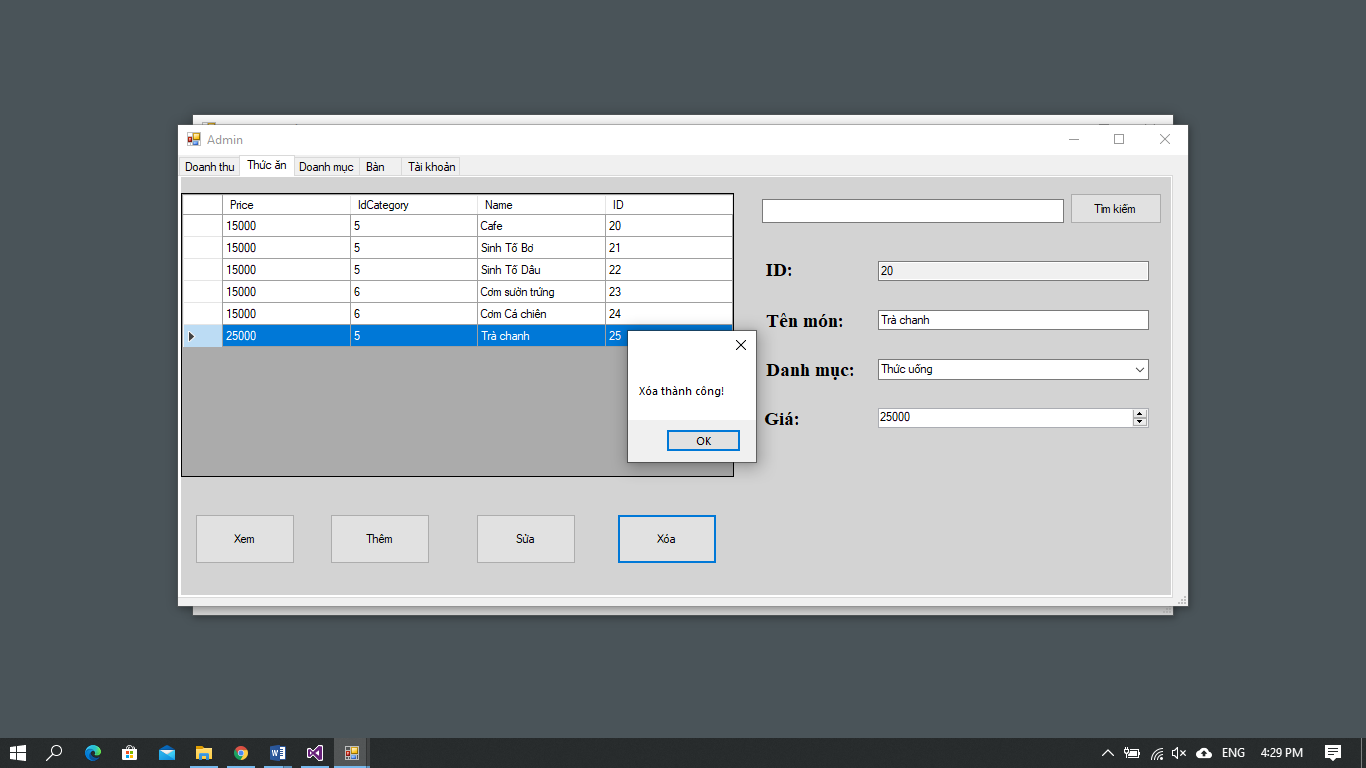 Admin
Doanh thu Thức ăn Doanh mục Bàn Tài khoản
Price IdCategory Name ID
15000 5 Cafe 20
15000 5 Sinh Tố Bơ 21
15000 5 Sinh Tố Dâu 22
15000 6 Cơm sườn trứng 23
15000 6 Cơm Cá chiên 24
25000 5 Trà chanh 25
Tìm kiếm
ID: 20
Tên món: Trà chanh
Danh mục: Thức uống
Giá: 25000
Xóa thành công!
OK
Xem Thêm Sửa Xóa
ENG 4:29 PM